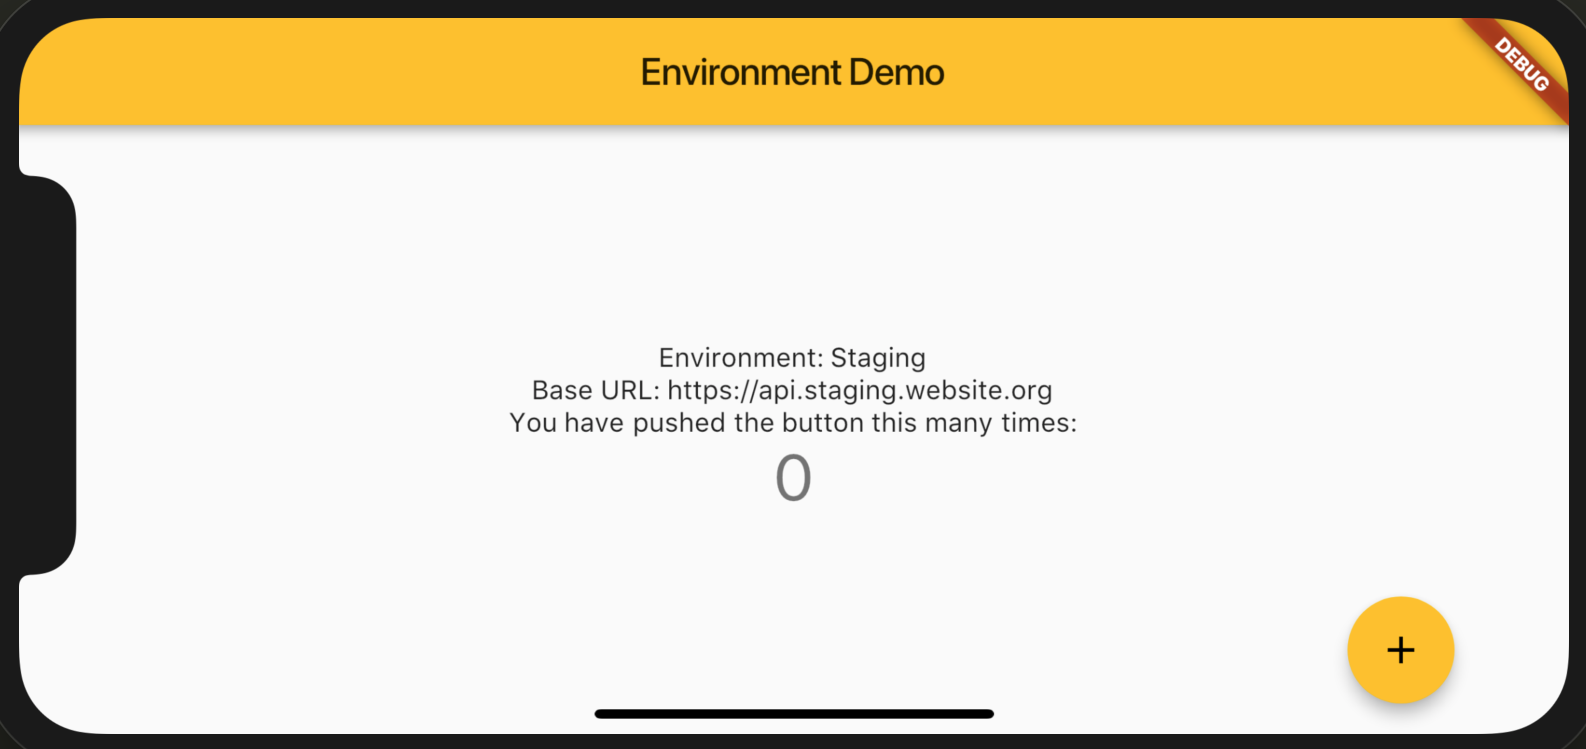 Environment Demo
DEBUG
Environment: Staging
Base URL: https://api.staging.website.org
You have pushed the button this many times:
0
+